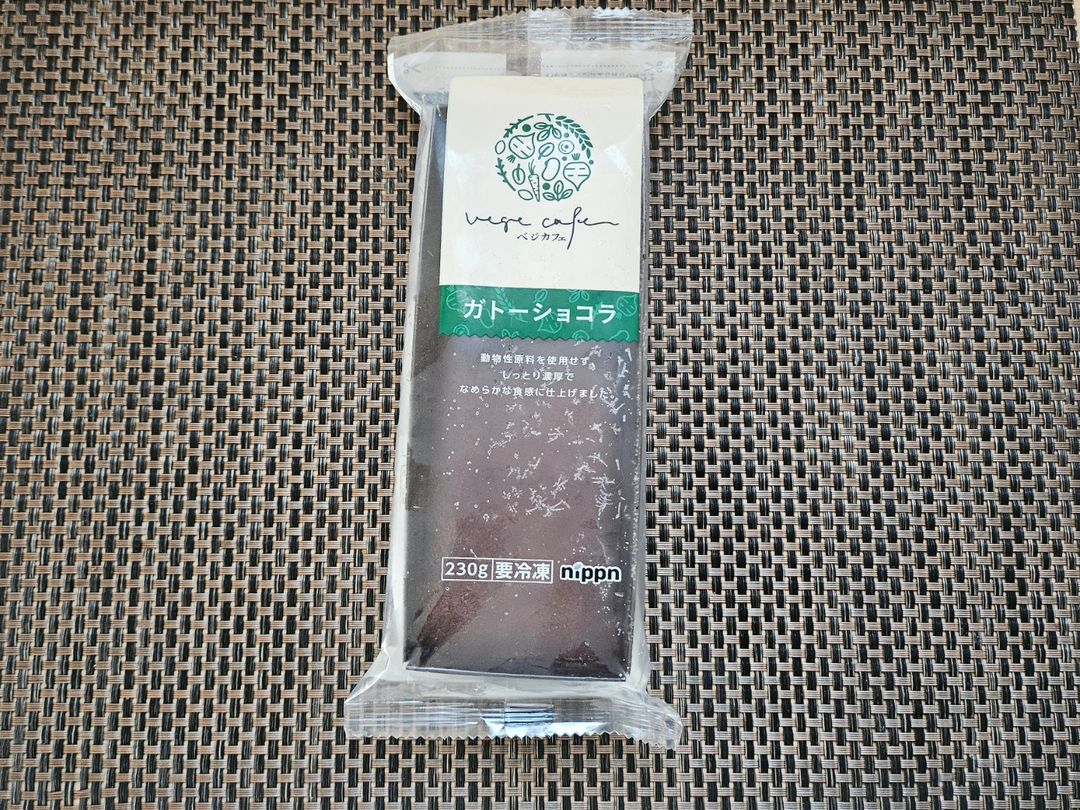 vege cafe
ベジカフェ
ガトーショコラ
動物性原料を使用せず
しっとり濃厚で
なめらかな食感に仕上げました。
230g 要冷凍 nippn